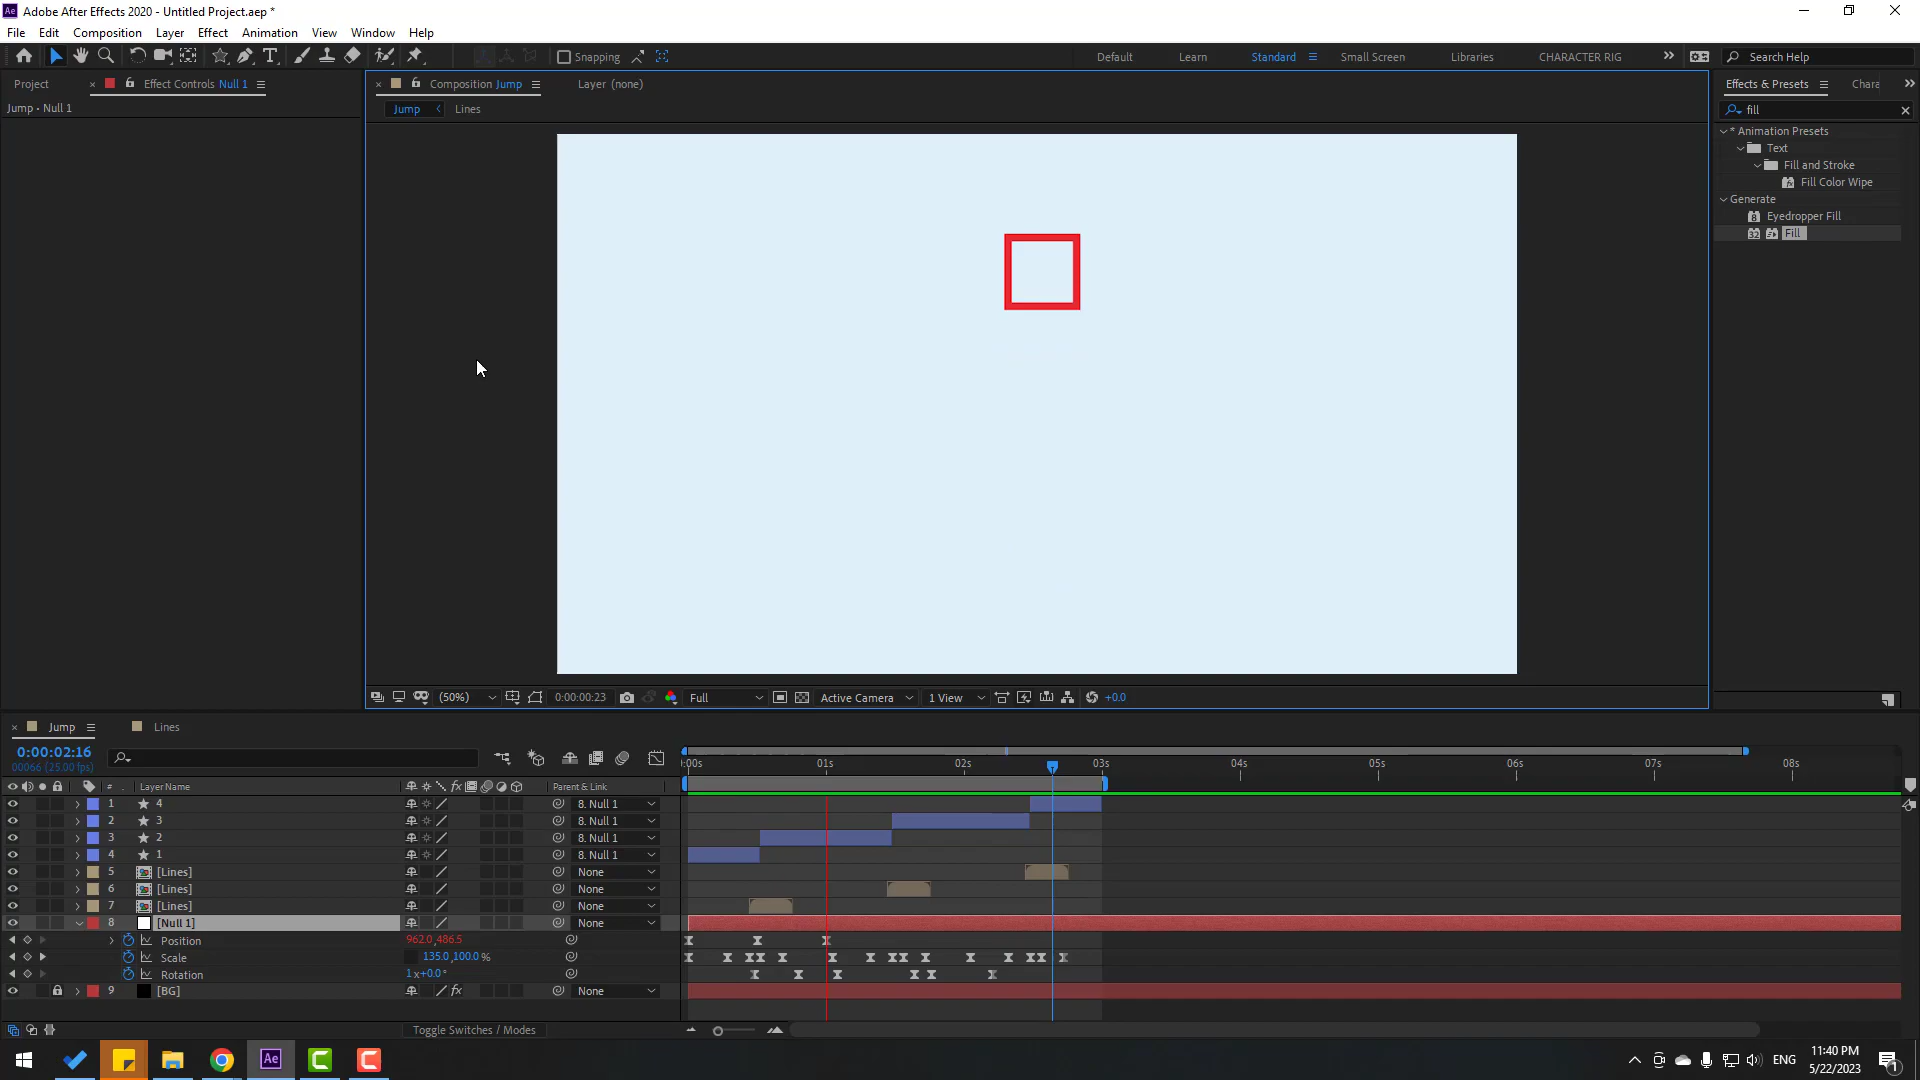 Ae Adobe After Effects 2020 - Untitled Project.aep *
File Edit Composition Layer Effect Animation View Window Help
Snapping Default Learn Standard Small Screen Libraries CHARACTER RIG Search Help
Project Effect Controls Null 1 Composition Jump Layer (none) Effects & Presets Chara
Jump • Null 1 Jump Lines fill
* Animation Presets
Text
Fill and Stroke
Fill Color Wipe
Generate
Eyedropper Fill
Fill
(50%) 0:00:00:23 Full Active Camera 1 View +0.0
Jump Lines
0:00:02:16
00066 (25.00 fps)
:00s 01s 02s 03s 04s 05s 06s 07s 08s
# . Layer Name Parent & Link
1 4 8. Null 1
2 3 8. Null 1
3 2 8. Null 1
4 1 8. Null 1
5 [Lines] None
6 [Lines] None
7 [Lines] None
8 [Null 1]
Position 962.0,486.5
Scale 135.0,100.0%
Rotation 1x+0.0°
9 [BG] fx None
Toggle Switches / Modes
Ae C C ENG 11:40 PM
5/22/2023 1